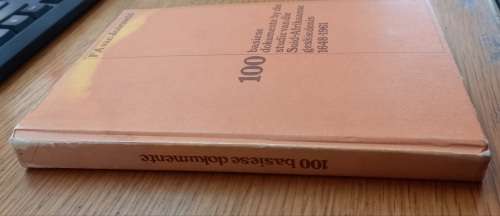 100 basiese
dokumente by die
studie van die
Suid-Afrikaanse
geskiedenis
1648-1961
100 basiese dokumente